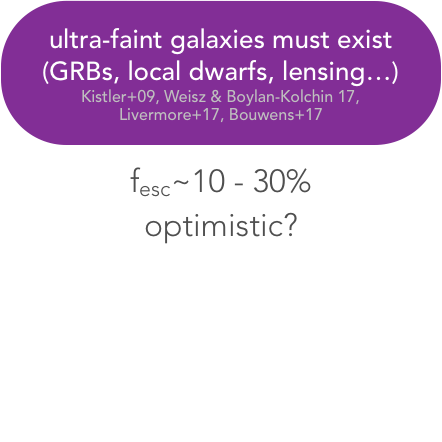 ultra-faint galaxies must exist
(GRBs, local dwarfs, lensing…)
Kistler+09, Weisz & Boylan-Kolchin 17,
Livermore+17, Bouwens+17
fesc~10 - 30%
optimistic?